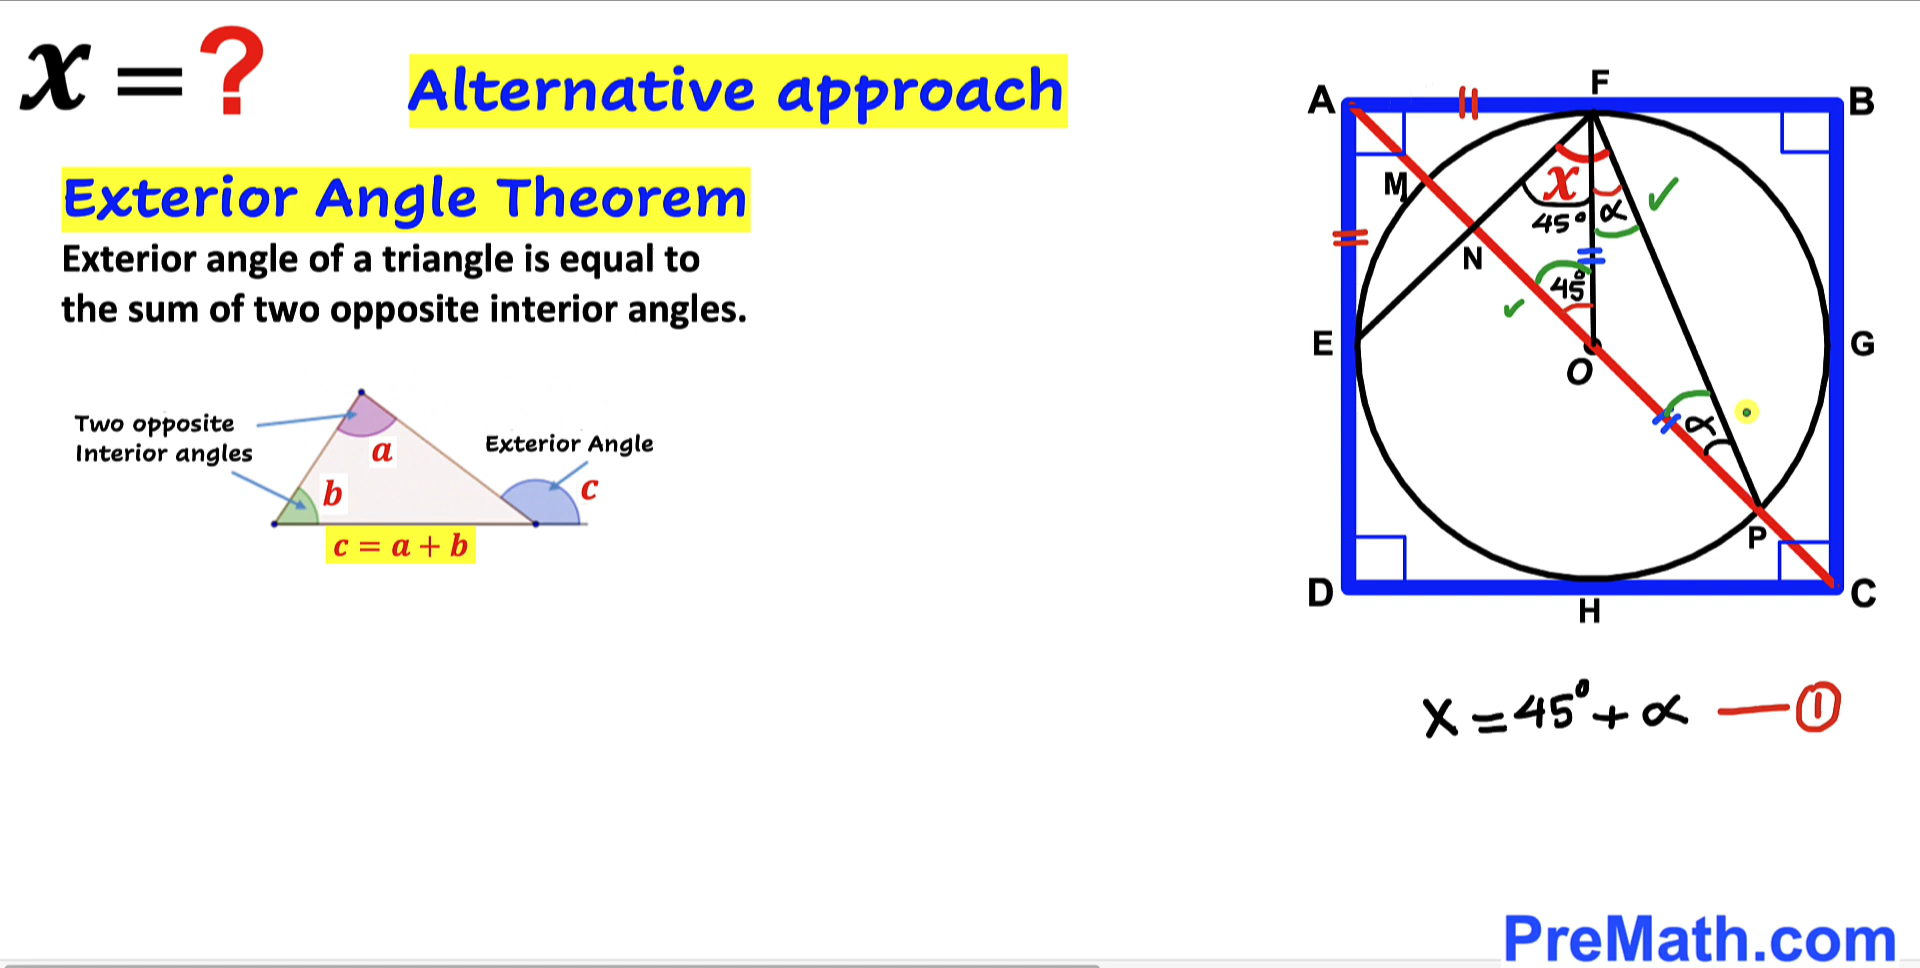 x = ?
Alternative approach
Exterior Angle Theorem
Exterior angle of a triangle is equal to
the sum of two opposite interior angles.
Two opposite
Interior angles
Exterior Angle
a
b
c
c = a + b
F
A
B
M
x
45°
α
N
45°
E
G
O
α
P
D
C
H
x = 45° + α — ①
PreMath.com